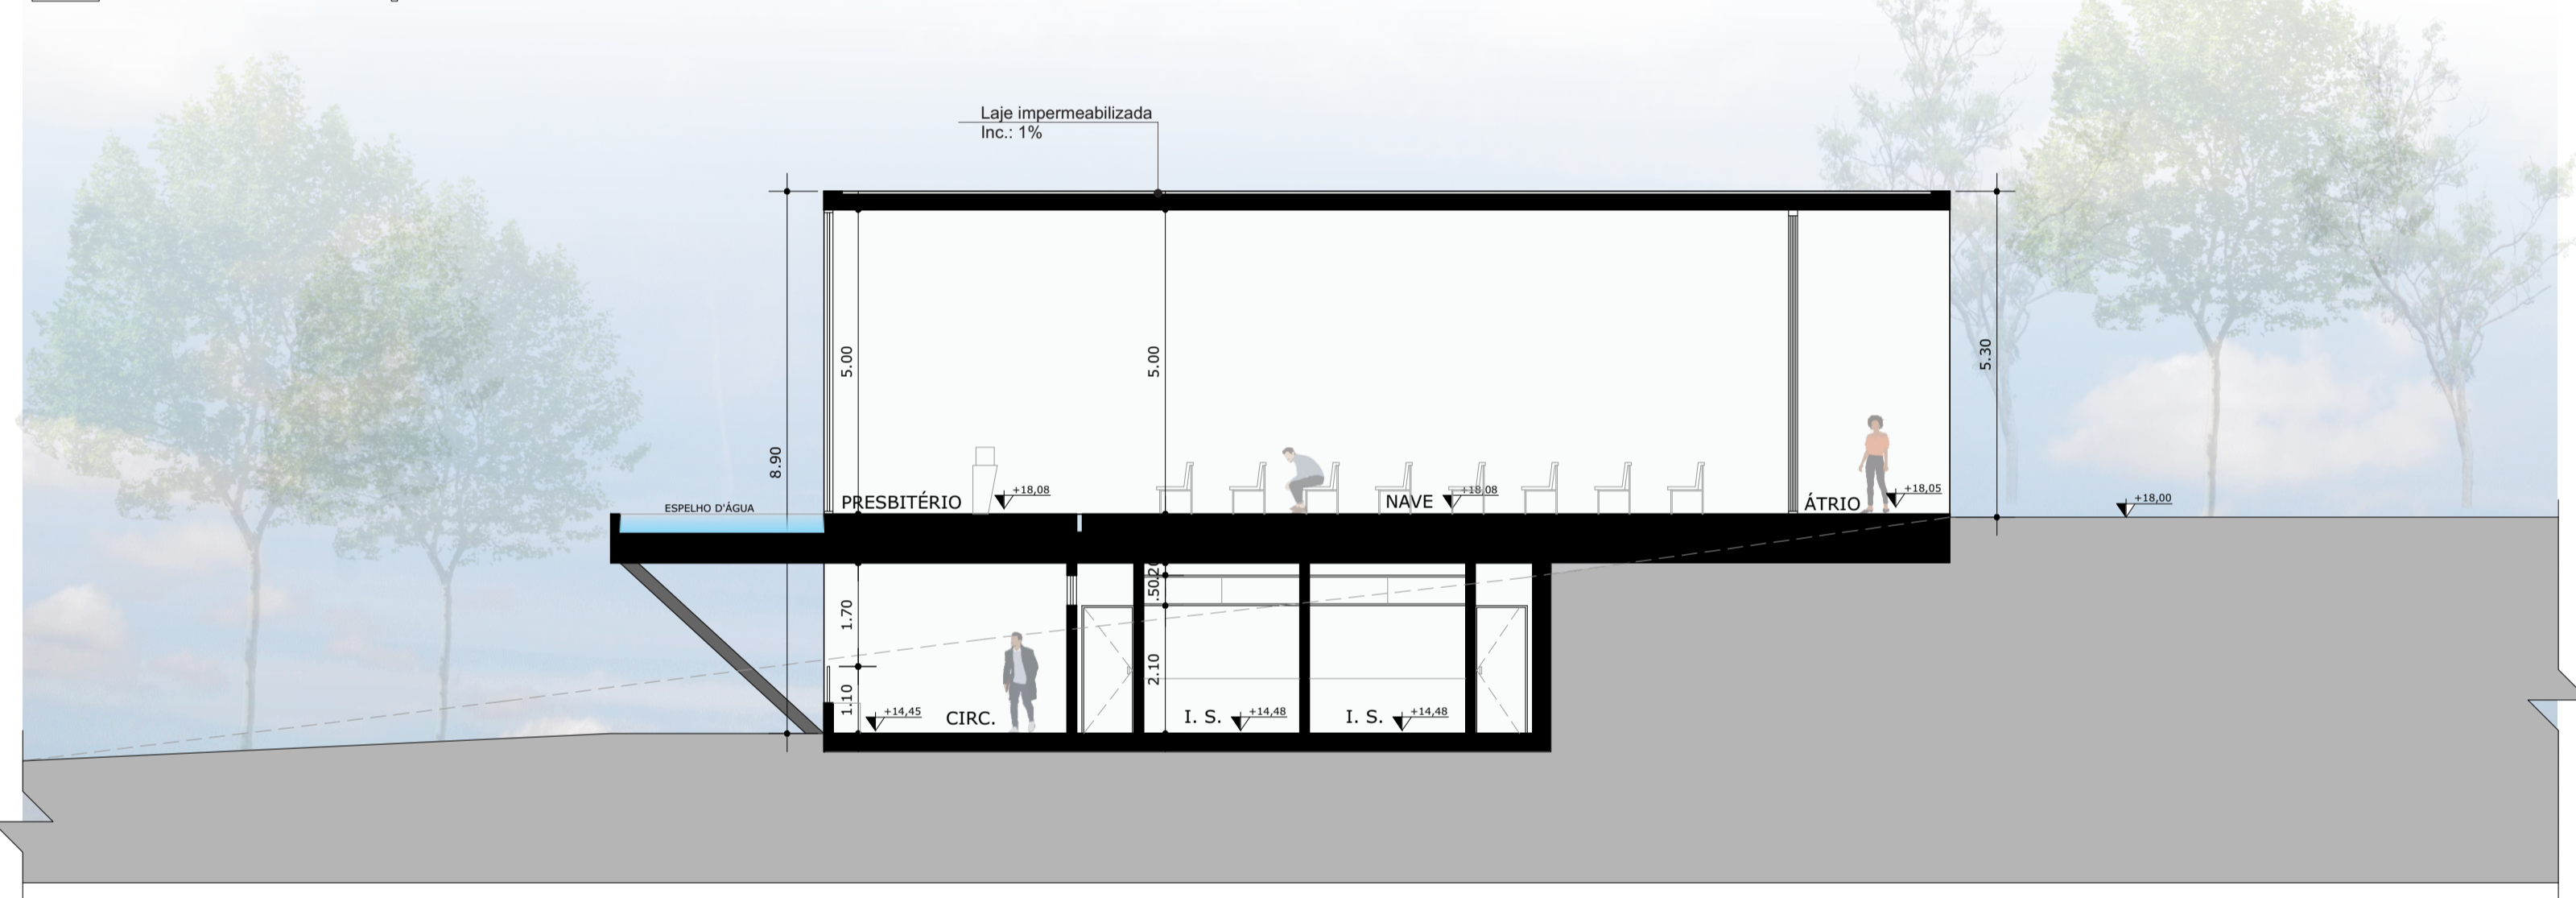 Laje impermeabilizada
Inc.: 1%
5.00
5.00
5.30
8.90
PRESBITÉRIO
+18,08
NAVE
+18,08
ÁTRIO
+18,05
+18,00
ESPELHO D'ÁGUA
1.70
1.10
.50
.20
2.10
+14,45
CIRC.
I. S.
+14,48
I. S.
+14,48